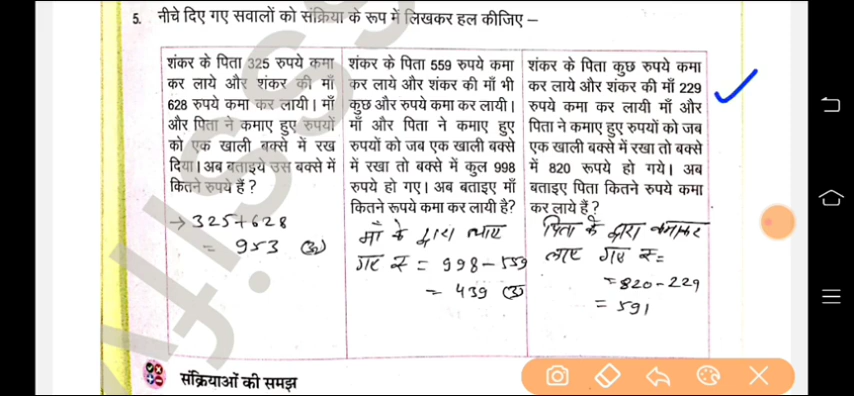 5. नीचे दिए गए सवालों को संक्रिया के रूप में लिखकर हल कीजिए –
शंकर के पिता 325 रुपये कमा
कर लाये और शंकर की माँ
628 रुपये कमा कर लायी। माँ
और पिता ने कमाए हुए रुपयों
को एक खाली बक्से में रख
दिया। अब बताइये उस बक्से में
कितने रुपये हैं ?
→ 325+628
= 953 उ०
शंकर के पिता 559 रुपये कमा
कर लाये और शंकर की माँ भी
कुछ और रुपये कमा कर लायी।
माँ और पिता ने कमाए हुए
रुपयों को जब एक खाली बक्से
में रखा तो बक्से में कुल 998
रुपये हो गए। अब बताइए माँ
कितने रूपये कमा कर लायी है?
माँ के द्वारा लाए
गए रु = 998-559
= 439 उ
शंकर के पिता कुछ रुपये कमा
कर लाये और शंकर की माँ 229
रुपये कमा कर लायी माँ और
पिता ने कमाए हुए रुपयों को जब
एक खाली बक्से में रखा तो बक्से
में 820 रूपये हो गये। अब
बताइए पिता कितने रुपये कमा
कर लाये हैं ?
पिता के द्वारा कमाकर
लाए गए रु =
=820-229
= 591
संक्रियाओं की समझ